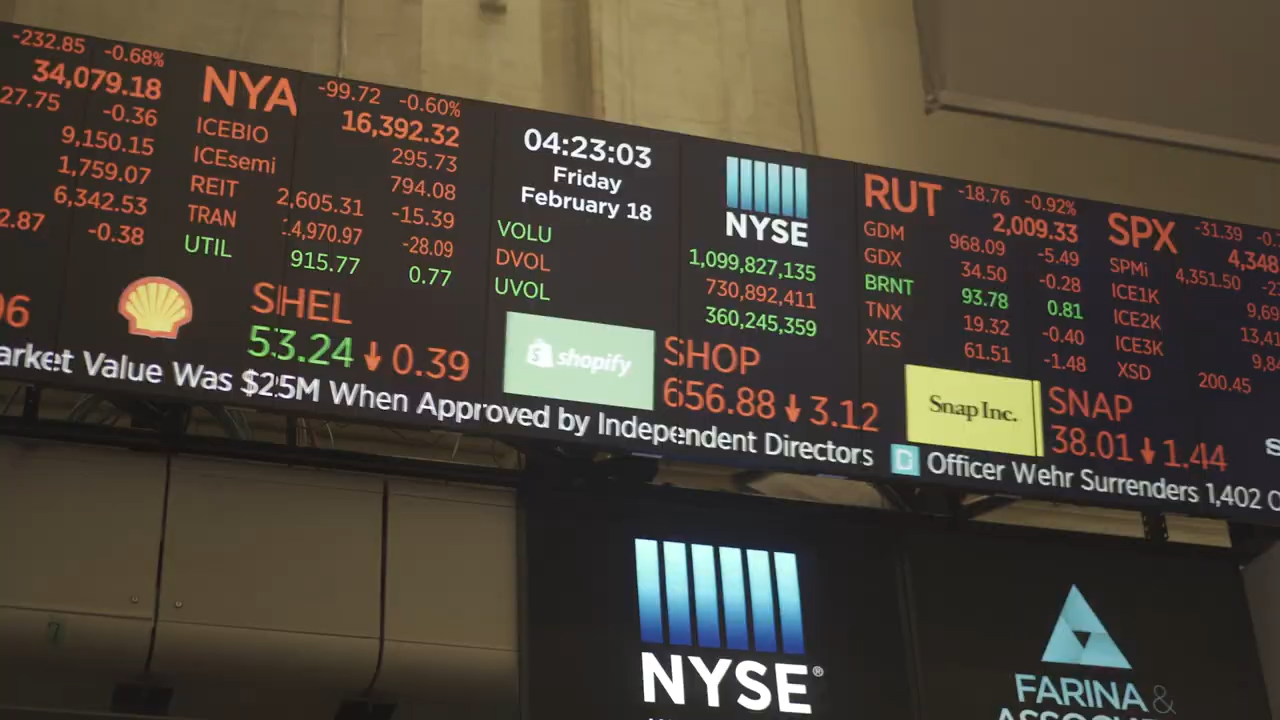 -232.85 -0.68%
34,079.18
27.75 -0.36
9,150.15
1,759.07
6,342.53
2.87 -0.38
NYA -99.72 -0.60%
16,392.32
ICEBIO 295.73
ICEsemi 794.08
REIT 2,605.31 -15.39
TRAN 14,970.97 -28.09
UTIL 915.77 0.77
04:23:03
Friday
February 18
NYSE
VOLU 1,099,827,135
DVOL 730,892,411
UVOL 360,245,359
RUT -18.76 -0.92%
2,009.33
GDM 968.09 -5.49
GDX 34.50 -0.28
BRNT 93.78 0.81
TNX 19.32 -0.40
XES 61.51 -1.48
SPX -31.39
4,348
SPMi 4,351.50
ICE1K 9,69
ICE2K 13,41
ICE3K 9,84
XSD 200.45
96
SHEL
53.24 ↓ 0.39
shopify
SHOP
656.88 ↓ 3.12
Snap Inc.
SNAP
38.01 ↓ 1.44
arket Value Was $25M When Approved by Independent Directors D Officer Wehr Surrenders 1,402
NYSE®
FARINA &